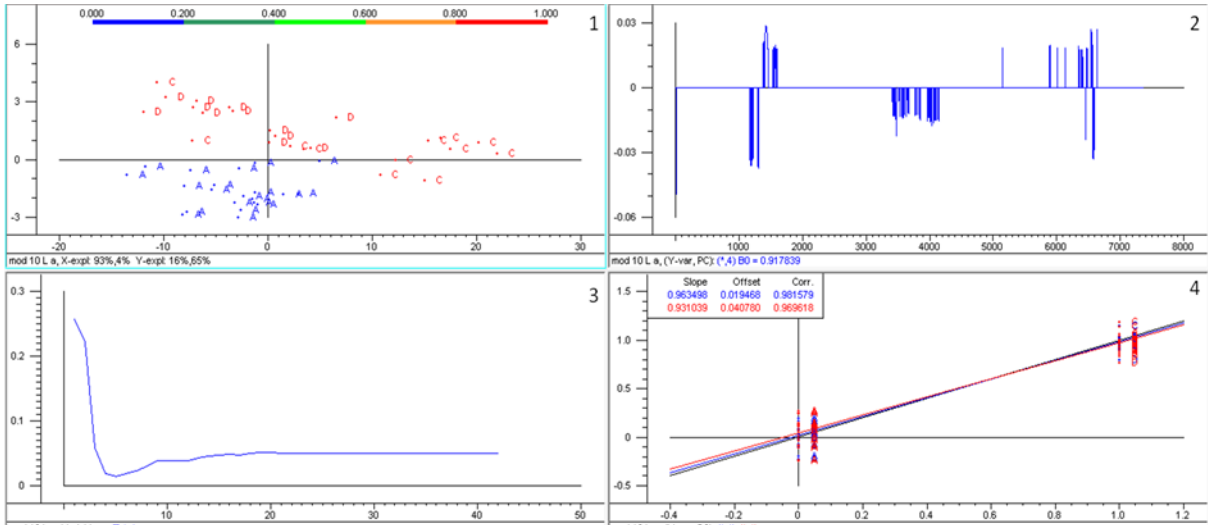 0.000 0.200 0.400 0.600 0.800 1.000
1
6
3
0
-3
-20 -10 0 10 20 30
C D D D D D D D D D C D D D C D D C C C C C C C C C C
A A A A A A A A A A A A A A A A A A A A
mod 10 L a, X-expt: 93%,4% Y-expt: 16%,65%
2
0.03
0
-0.03
-0.06
1000 2000 3000 4000 5000 6000 7000 8000
mod 10 L a, (Y-var, PC): (*,4) B0 = 0.917839
3
0.3
0.2
0.1
0
0 10 20 30 40 50
4
Slope Offset Corr.
0.963498 0.019468 0.981579
0.931039 0.040780 0.969618
1.5
1.0
0.5
0
-0.5
-0.4 -0.2 0 0.2 0.4 0.6 0.8 1.0 1.2